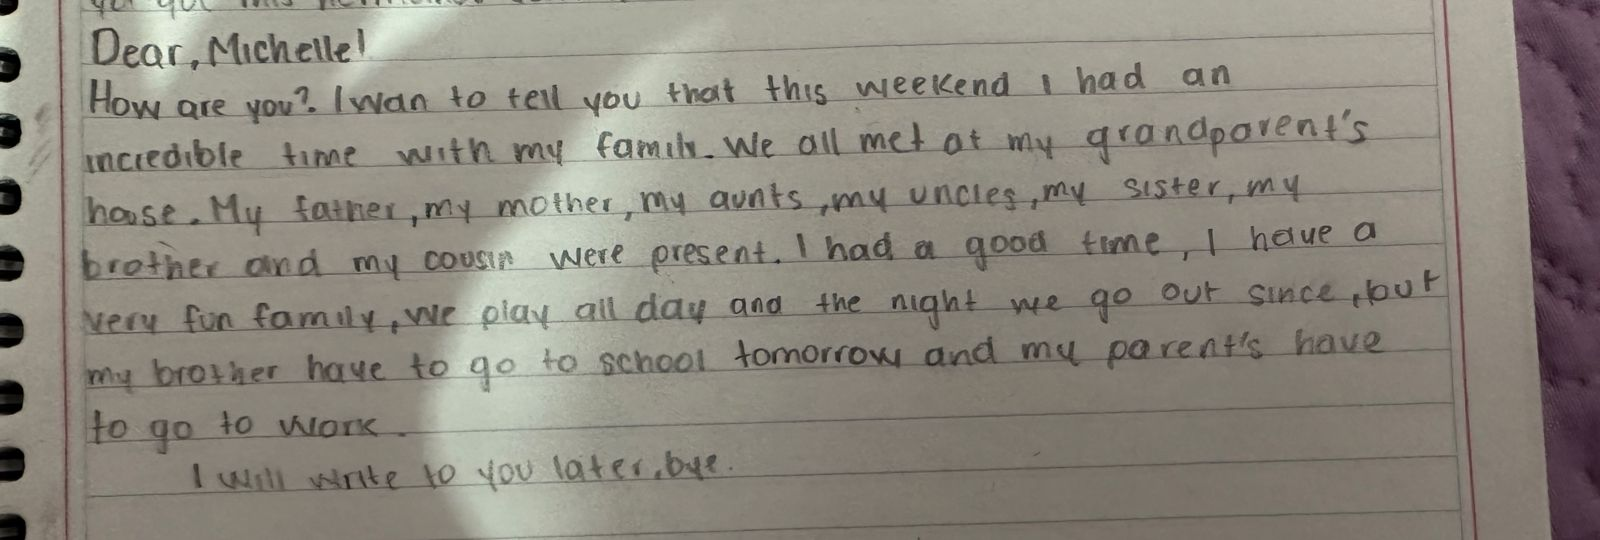 Dear, Michelle!
How are you? I wan to tell you that this weekend I had an
incredible time with my family. We all met at my grandparent's
house. My father, my mother, my aunts, my uncles, my sister, my
brother and my cousin were present. I had a good time, I have a
very fun family, we play all day and the night we go out since, but
my brother have to go to school tomorrow and my parent's have
to go to work.
I will write to you later, bye.